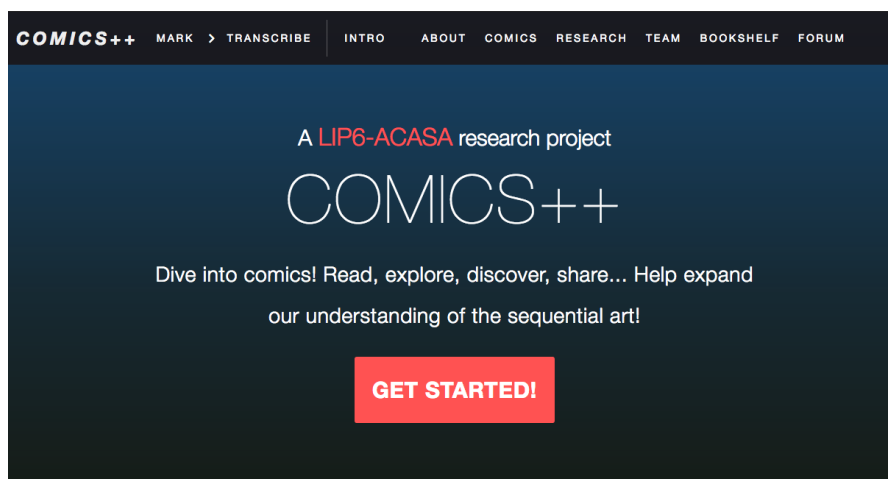 COMICS++ MARK > TRANSCRIBE INTRO ABOUT COMICS RESEARCH TEAM BOOKSHELF FORUM
A LIP6-ACASA research project
COMICS++
Dive into comics! Read, explore, discover, share... Help expand
our understanding of the sequential art!
GET STARTED!